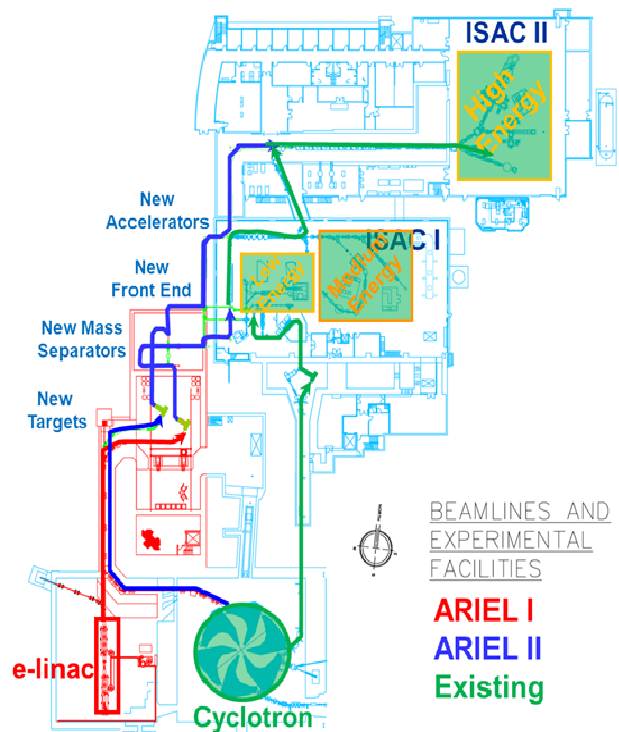 ISAC II
High
Energy
New
Accelerators
ISAC I
New
Front End
Low
Energy
Medium
Energy
New Mass
Separators
New
Targets
BEAMLINES AND
EXPERIMENTAL
FACILITIES
ARIEL I
ARIEL II
Existing
e-linac
Cyclotron